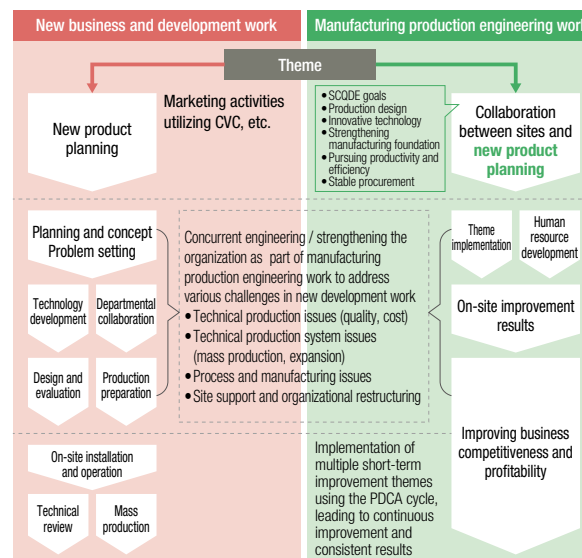 New business and development work
Manufacturing production engineering work
Theme
New product
planning
Marketing activities
utilizing CVC, etc.
•SCQDE goals
•Production design
•Innovative technology
•Strengthening
manufacturing foundation
•Pursuing productivity and
efficiency
•Stable procurement
Collaboration
between sites and
new product
planning
Planning and concept
Problem setting
Technology
development
Departmental
collaboration
Design and
evaluation
Production
preparation
Concurrent engineering / strengthening the
organization as part of manufacturing
production engineering work to address
various challenges in new development work
•Technical production issues (quality, cost)
•Technical production system issues
(mass production, expansion)
•Process and manufacturing issues
•Site support and organizational restructuring
Theme
implementation
Human
resource
development
On-site improvement
results
Improving business
competitiveness and
profitability
On-site installation
and operation
Technical
review
Mass
production
Implementation of
multiple short-term
improvement themes
using the PDCA cycle,
leading to continuous
improvement and
consistent results